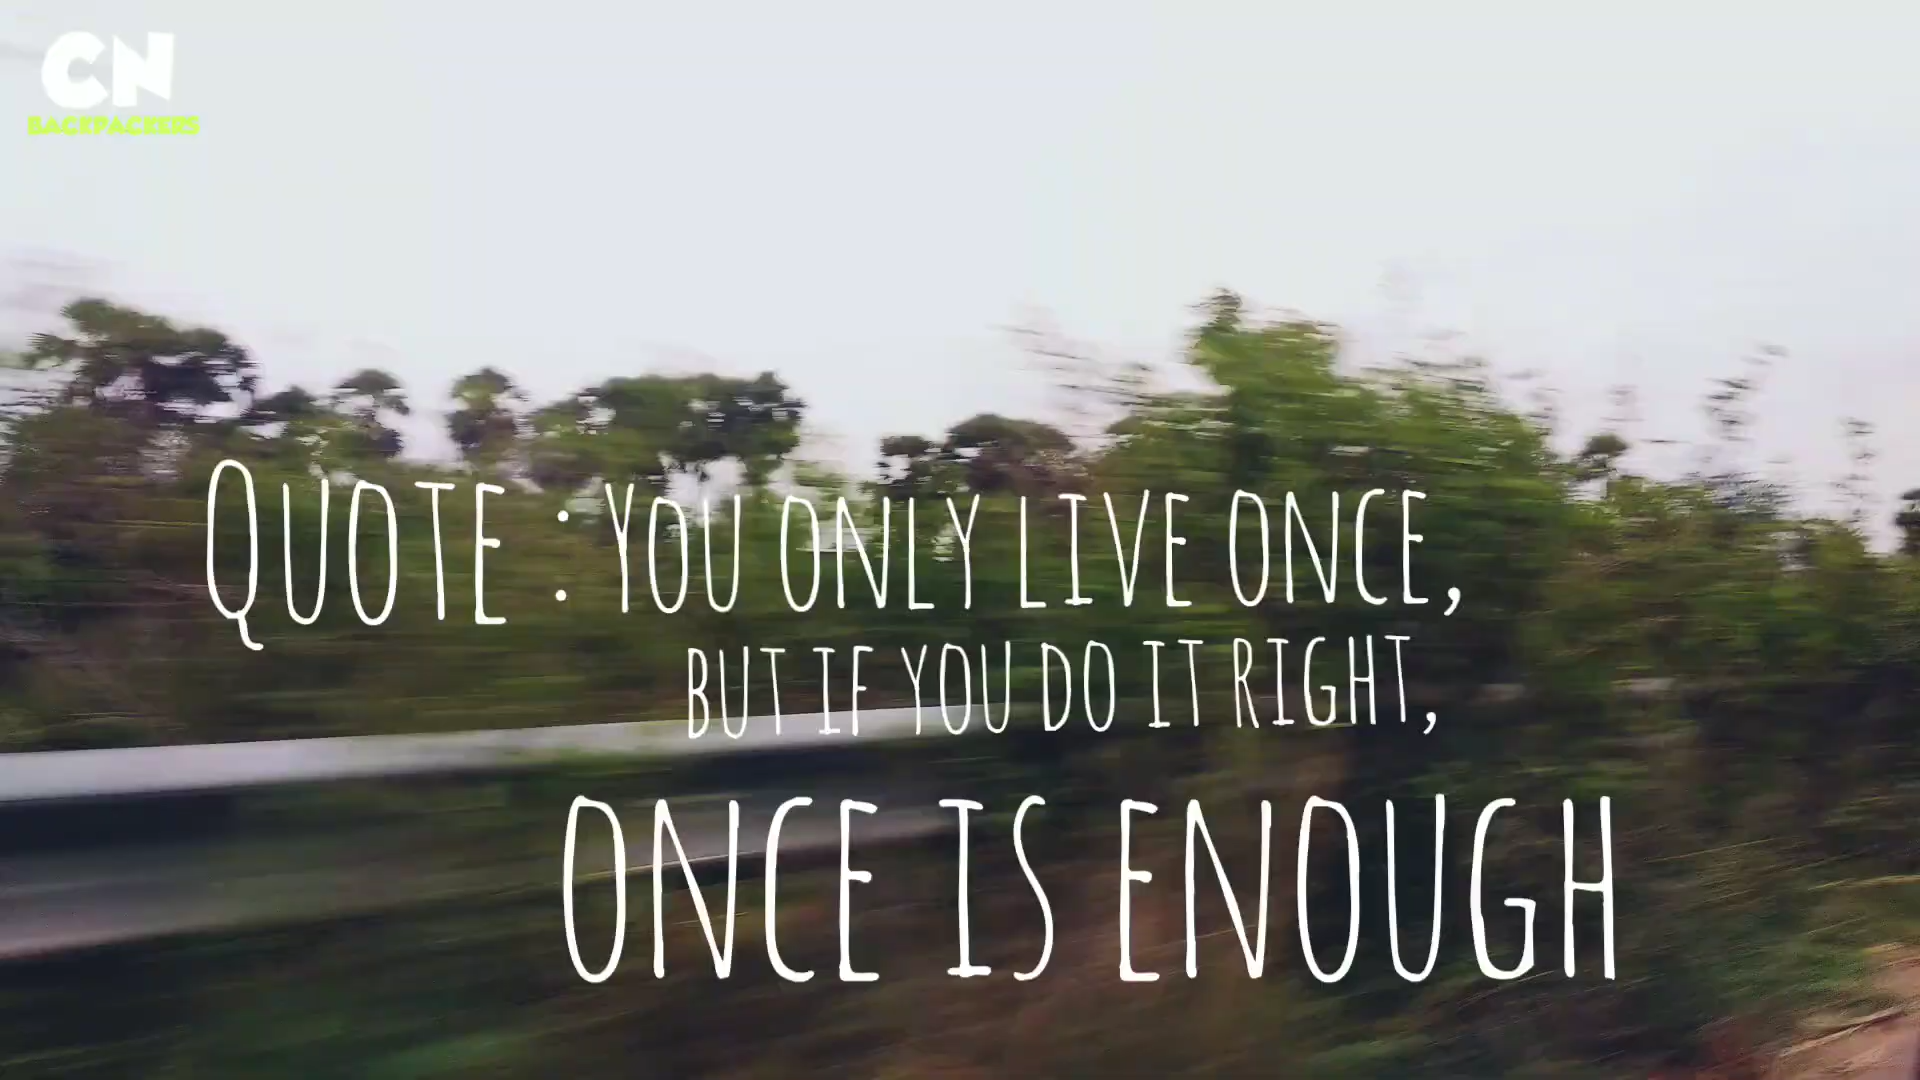 CN
BACKPACKERS
QUOTE : YOU ONLY LIVE ONCE,
BUT IF YOU DO IT RIGHT,
ONCE IS ENOUGH